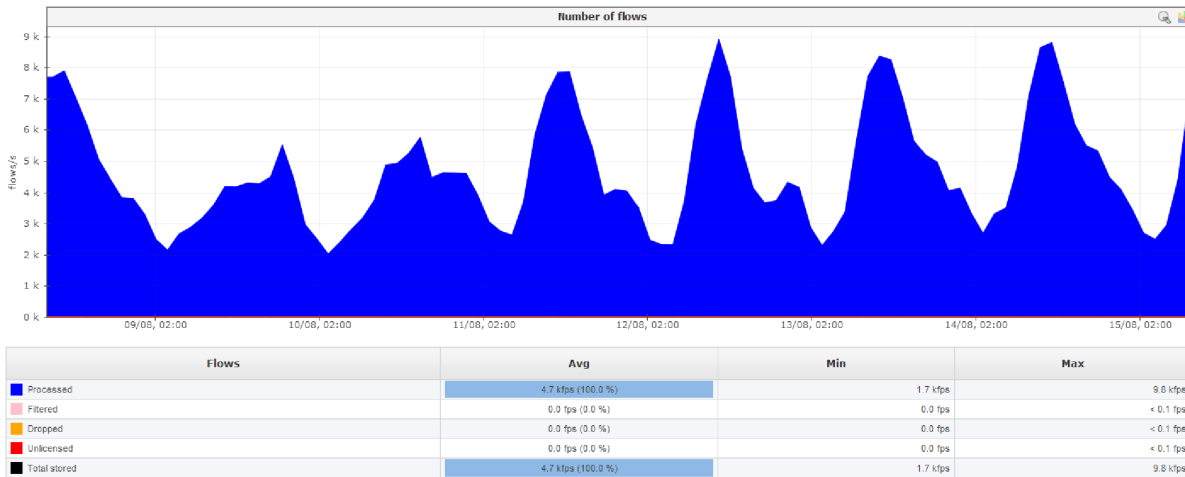 Number of flows
9 k
8 k
7 k
6 k
5 k
4 k
3 k
2 k
1 k
0 k
flows/s
09/08, 02:00 10/08, 02:00 11/08, 02:00 12/08, 02:00 13/08, 02:00 14/08, 02:00 15/08, 02:00
Flows Avg Min Max
Processed 4.7 kfps (100.0 %) 1.7 kfps 9.8 kfps
Filtered 0.0 fps (0.0 %) 0.0 fps < 0.1 fps
Dropped 0.0 fps (0.0 %) 0.0 fps < 0.1 fps
Unlicensed 0.0 fps (0.0 %) 0.0 fps < 0.1 fps
Total stored 4.7 kfps (100.0 %) 1.7 kfps 9.8 kfps